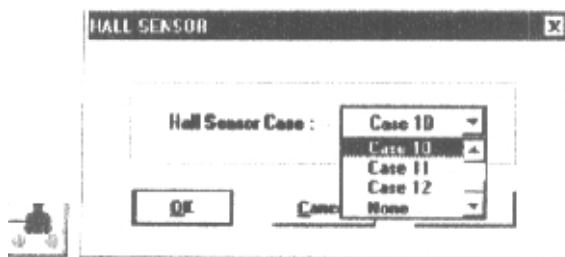 HALL SENSOR
Hall Sensor Case :
Case 10
Case 10
Case 11
Case 12
None
OK